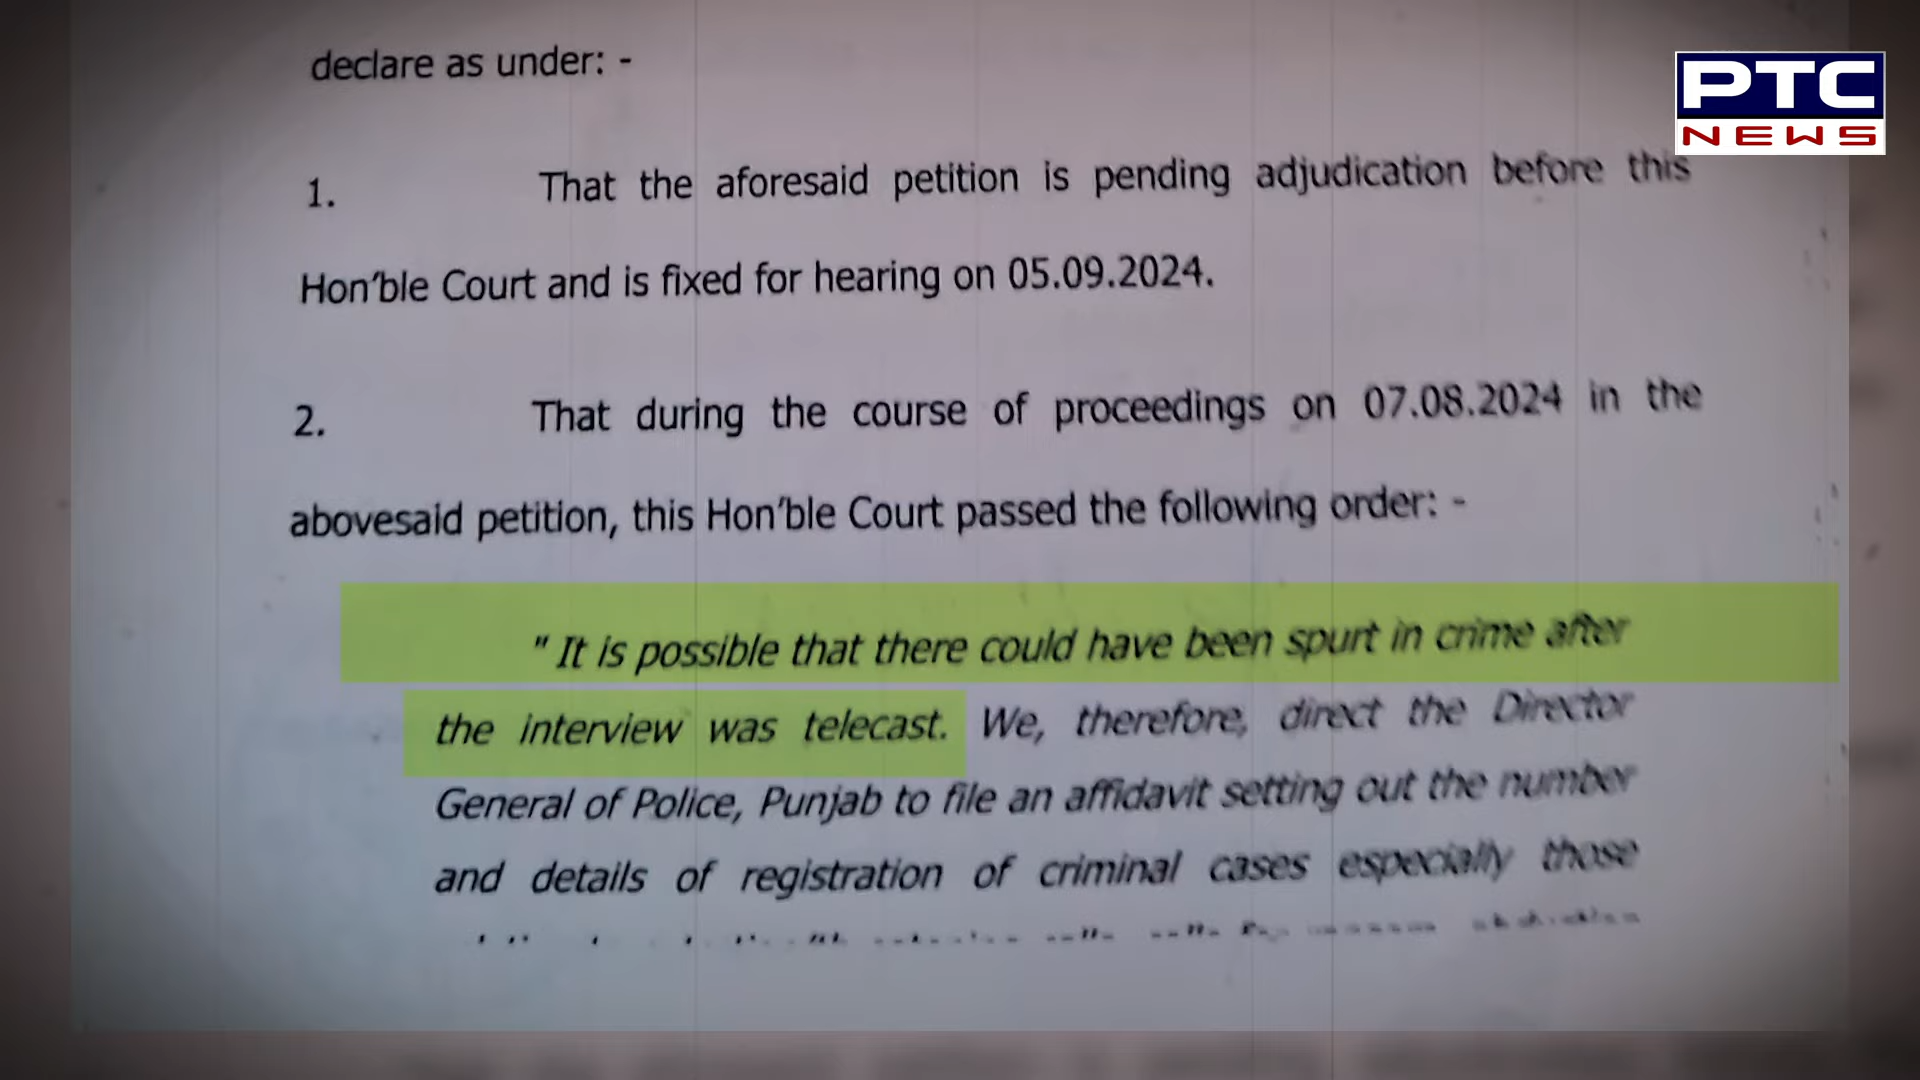 declare as under: -
PTC
NEWS
1. That the aforesaid petition is pending adjudication before this
Hon'ble Court and is fixed for hearing on 05.09.2024.
2. That during the course of proceedings on 07.08.2024 in the
abovesaid petition, this Hon'ble Court passed the following order: -
" It is possible that there could have been spurt in crime after
the interview was telecast. We, therefore, direct the Director
General of Police, Punjab to file an affidavit setting out the number
and details of registration of criminal cases especially those